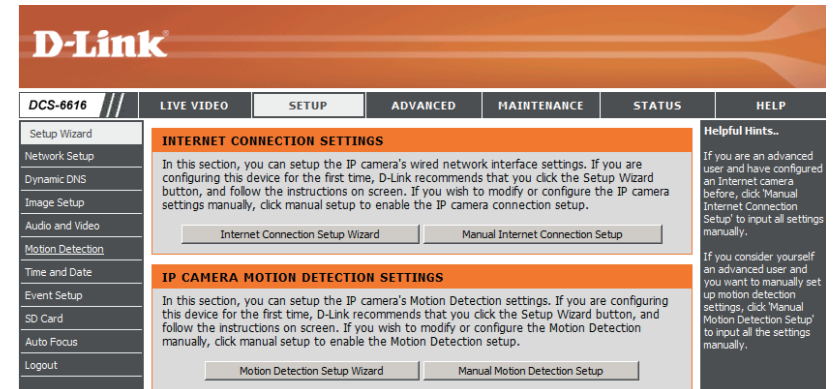 D-Link
DCS-6616
LIVE VIDEO
SETUP
ADVANCED
MAINTENANCE
STATUS
HELP
Setup Wizard
Network Setup
Dynamic DNS
Image Setup
Audio and Video
Motion Detection
Time and Date
Event Setup
SD Card
Auto Focus
Logout
INTERNET CONNECTION SETTINGS
In this section, you can setup the IP camera's wired network interface settings. If you are
configuring this device for the first time, D-Link recommends that you click the Setup Wizard
button, and follow the instructions on screen. If you wish to modify or configure the IP camera
settings manually, click manual setup to enable the IP camera connection setup.
Internet Connection Setup Wizard
Manual Internet Connection Setup
IP CAMERA MOTION DETECTION SETTINGS
In this section, you can setup the IP camera's Motion Detection settings. If you are configuring
this device for the first time, D-Link recommends that you click the Setup Wizard button, and
follow the instructions on screen. If you wish to modify or configure the Motion Detection
manually, click manual setup to enable the Motion Detection setup.
Motion Detection Setup Wizard
Manual Motion Detection Setup
Helpful Hints..
If you are an advanced
user and have configured
an Internet camera
before, click 'Manual
Internet Connection
Setup' to input all settings
manually.
If you consider yourself
an advanced user and
you want to manually set
up motion detection
settings, click 'Manual
Motion Detection Setup'
to input all the settings
manually.